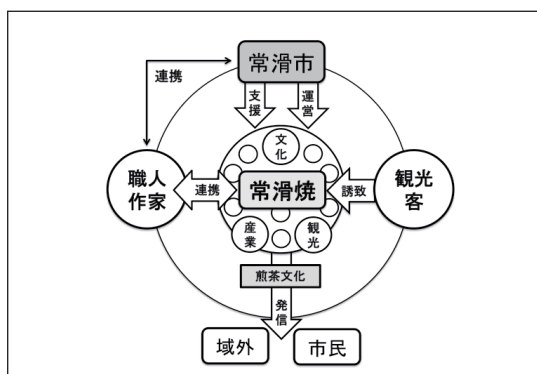 常滑市
連携
支援
運営
文化
常滑焼
職人
作家
連携
誘致
観光
客
産業
観光
煎茶文化
発信
域外
市民